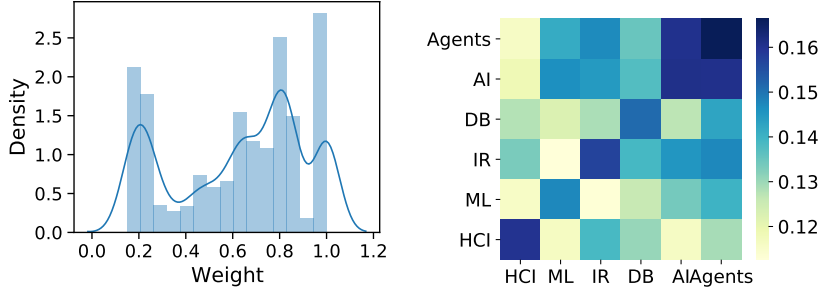 2.5
2.0
1.5
1.0
0.5
0.0
Density
0.0 0.2 0.4 0.6 0.8 1.0 1.2
Weight
Agents
AI
DB
IR
ML
HCI
HCI ML IR DB AI Agents
0.16
0.15
0.14
0.13
0.12